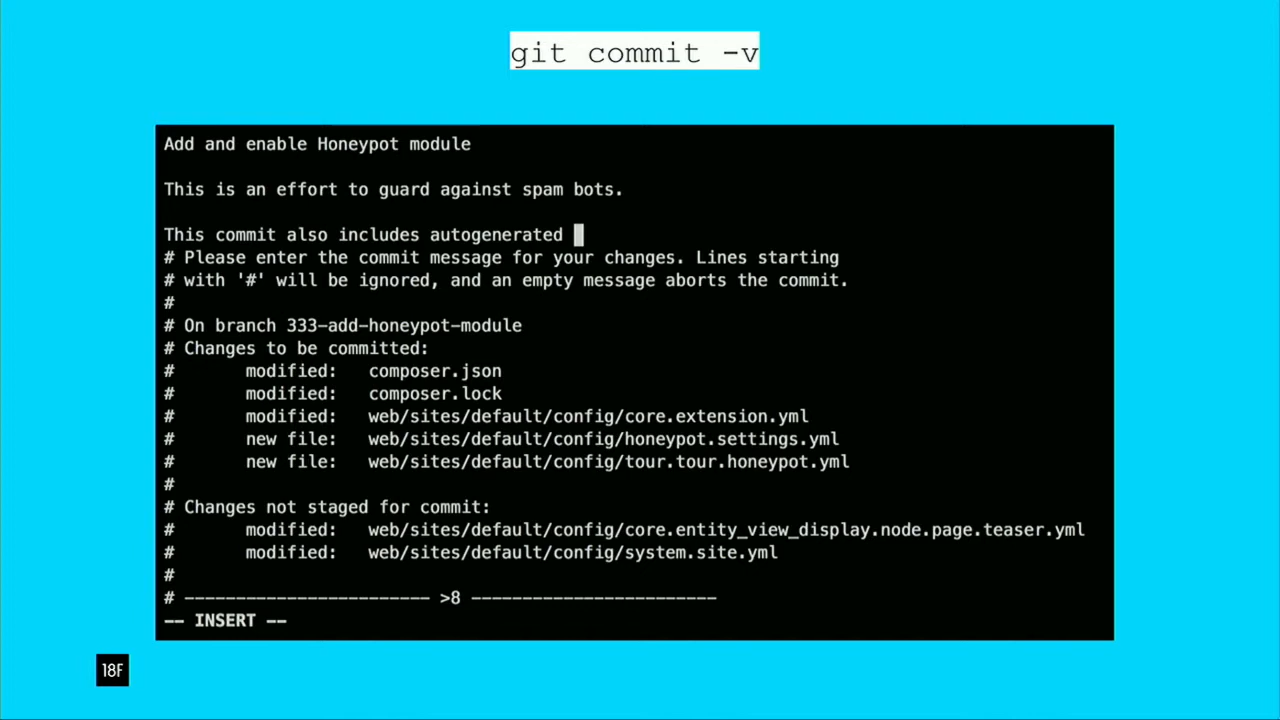 git commit -v
Add and enable Honeypot module
This is an effort to guard against spam bots.
This commit also includes autogenerated
# Please enter the commit message for your changes. Lines starting
# with '#' will be ignored, and an empty message aborts the commit.
#
# On branch 333-add-honeypot-module
# Changes to be committed:
#       modified:   composer.json
#       modified:   composer.lock
#       modified:   web/sites/default/config/core.extension.yml
#       new file:   web/sites/default/config/honeypot.settings.yml
#       new file:   web/sites/default/config/tour.tour.honeypot.yml
#
# Changes not staged for commit:
#       modified:   web/sites/default/config/core.entity_view_display.node.page.teaser.yml
#       modified:   web/sites/default/config/system.site.yml
#
# ------------------------ >8 ------------------------
-- INSERT --
18F